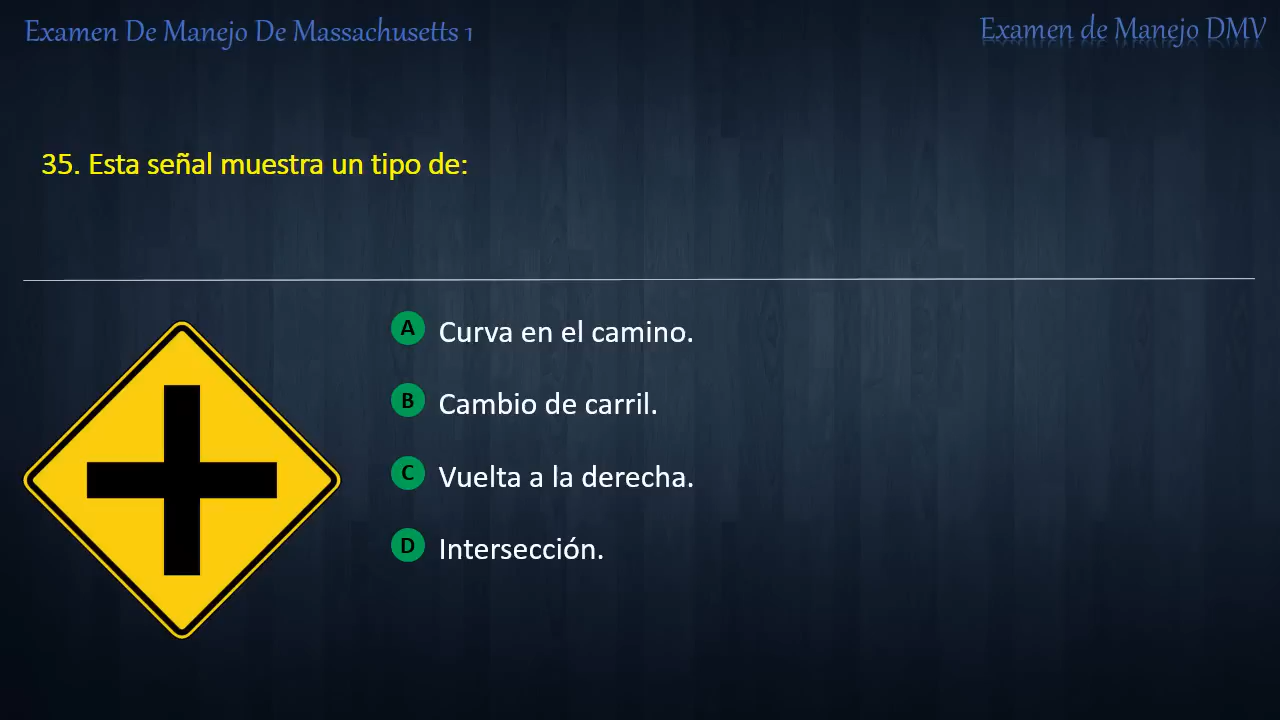 Examen De Manejo De Massachusetts 1
Examen de Manejo DMV
35. Esta señal muestra un tipo de:
A Curva en el camino.
B Cambio de carril.
C Vuelta a la derecha.
D Intersección.